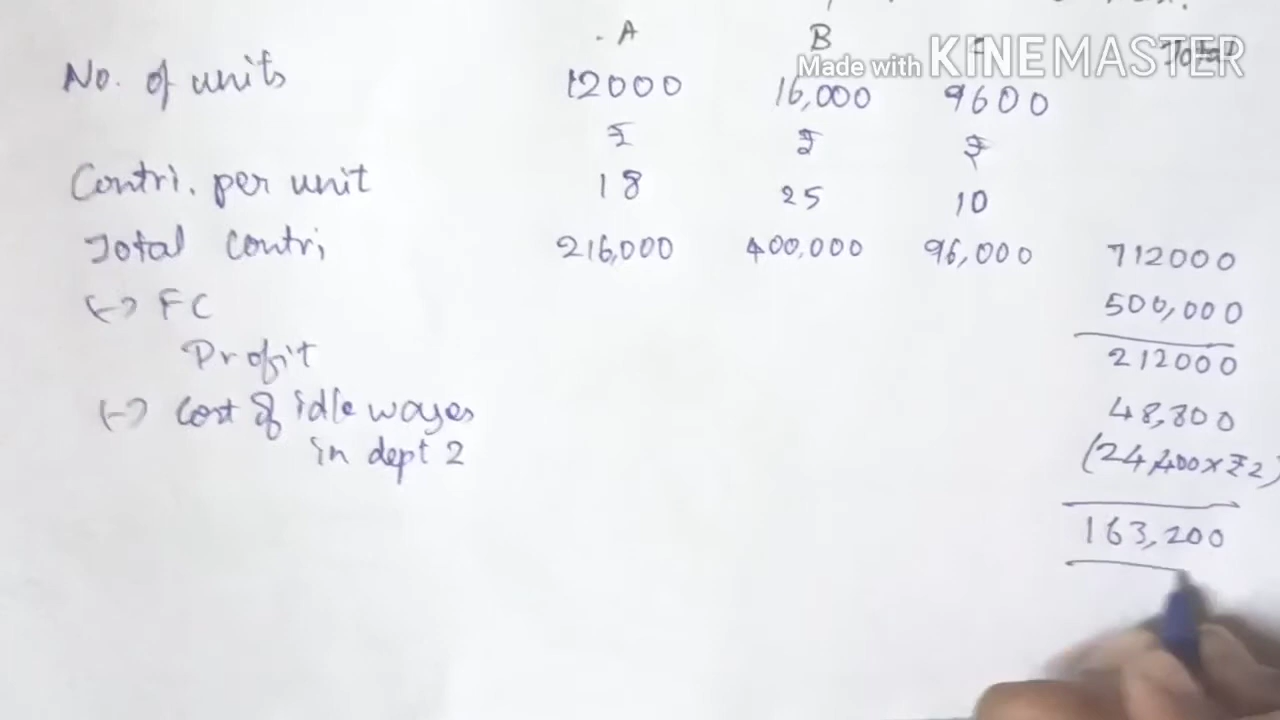 . A B Total
Made with KINEMASTER
No. of units 12000 16,000 9600
₹ ₹ ₹
Contri. per unit 18 25 10
Total contri, 216,000 400,000 96,000 712000
(-) FC 500,000
Profit 212000
(-) Cost of idle wages 48,800
in dept 2 (24,400x₹2)
163,200